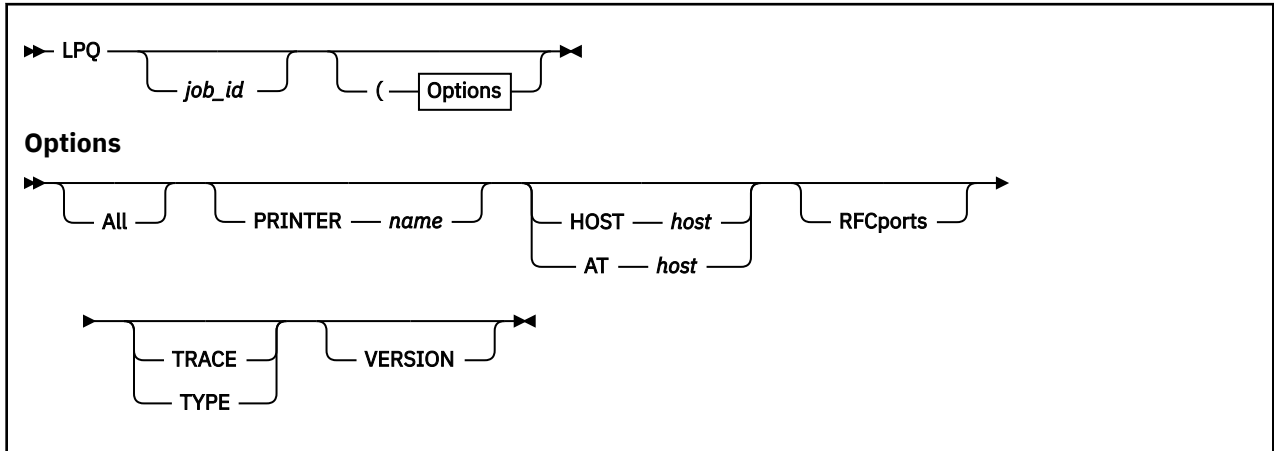 LPQ
job_id ( Options
Options
All PRINTER name HOST host RFCports
AT host
TRACE VERSION
TYPE